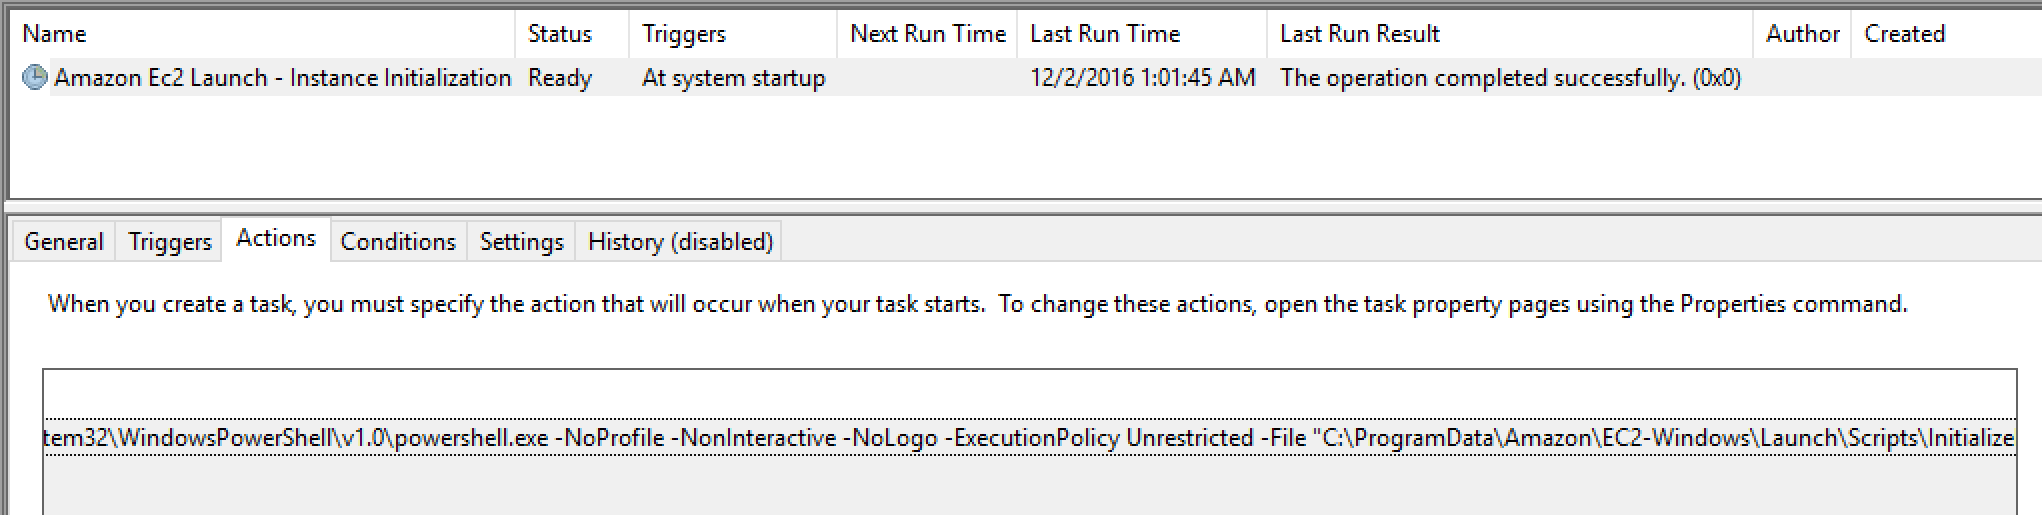 Name Status Triggers Next Run Time Last Run Time Last Run Result Author Created
Amazon Ec2 Launch - Instance Initialization Ready At system startup 12/2/2016 1:01:45 AM The operation completed successfully. (0x0)
General Triggers Actions Conditions Settings History (disabled)
When you create a task, you must specify the action that will occur when your task starts.  To change these actions, open the task property pages using the Properties command.
tem32\WindowsPowerShell\v1.0\powershell.exe -NoProfile -NonInteractive -NoLogo -ExecutionPolicy Unrestricted -File "C:\ProgramData\Amazon\EC2-Windows\Launch\Scripts\Initialize